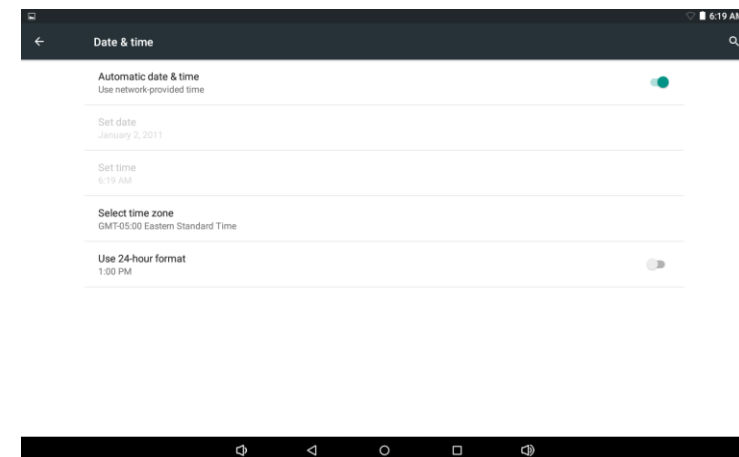 6:19 AM
Date & time
Automatic date & time
Use network-provided time
Set date
January 2, 2011
Set time
6:19 AM
Select time zone
GMT-05:00 Eastern Standard Time
Use 24-hour format
1:00 PM